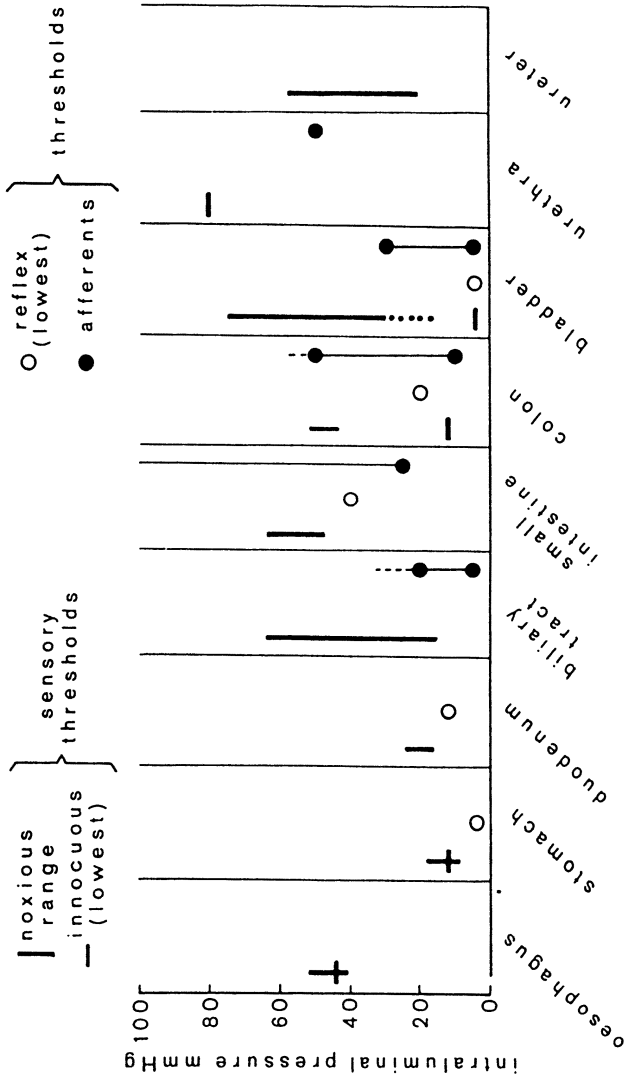 noxious
range
innocuous
(lowest)
sensory
thresholds
reflex
(lowest)
afferents
thresholds
intraluminal pressure mmHg
100
80
60
40
20
0
oesophagus
stomach
duodenum
billiary
tract
small
intestine
colon
bladder
urethra
ureter